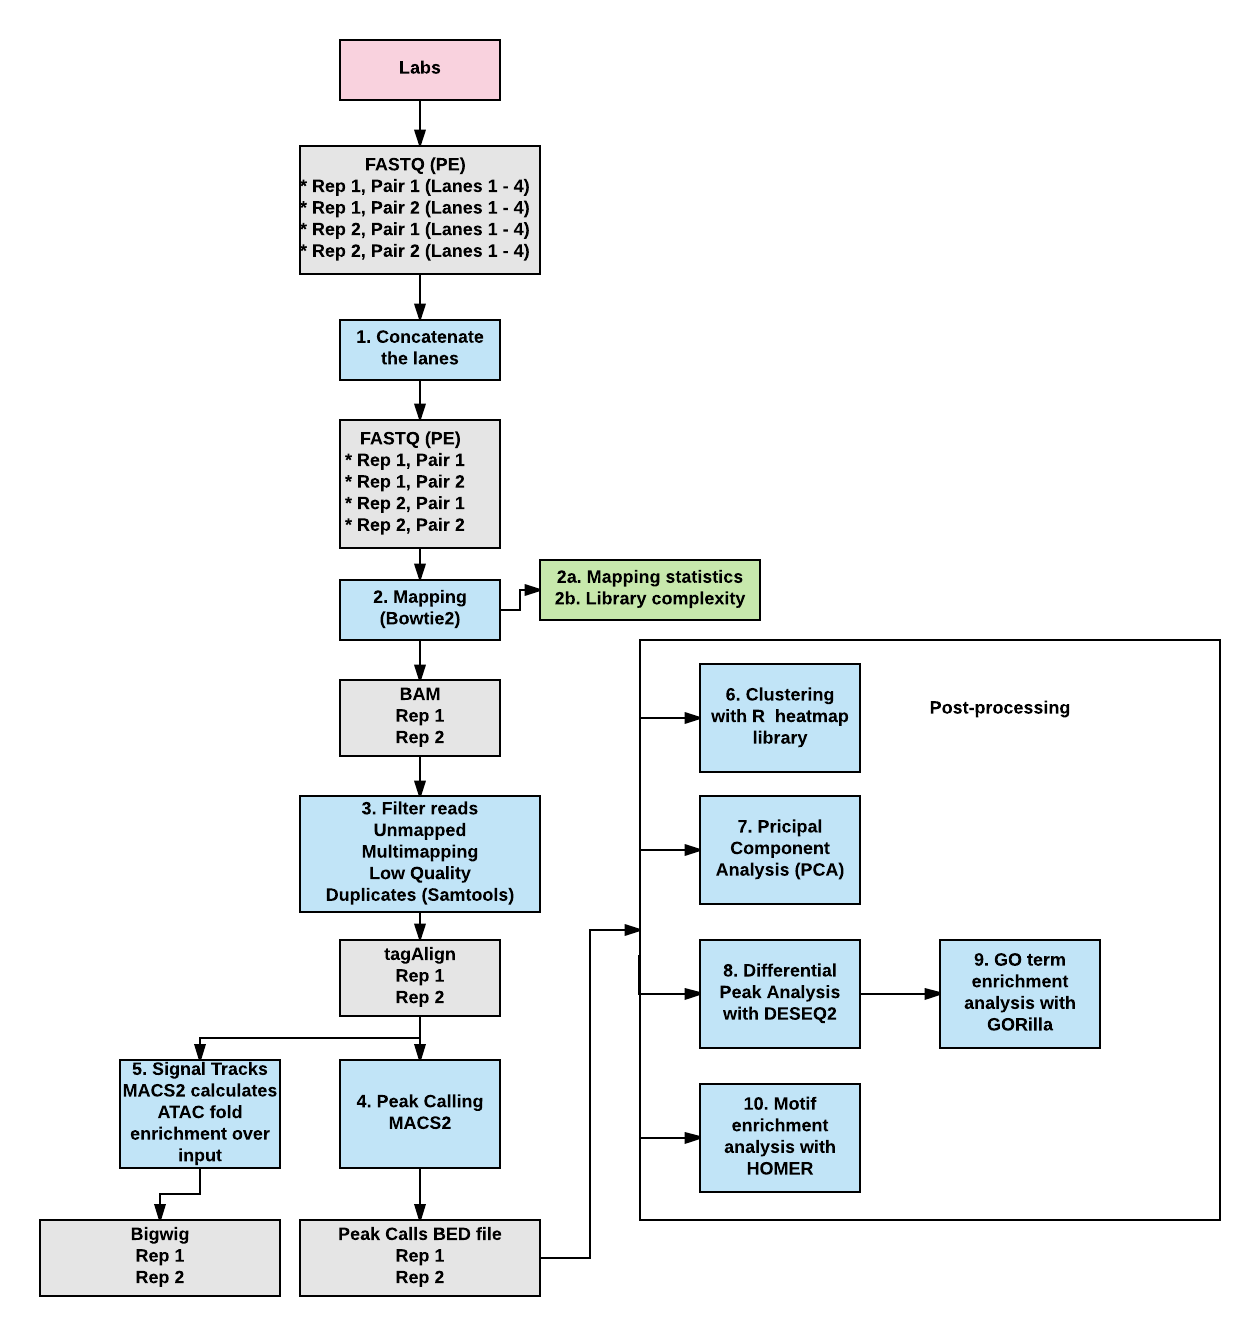 Labs
FASTQ (PE)
* Rep 1, Pair 1 (Lanes 1 - 4)
* Rep 1, Pair 2 (Lanes 1 - 4)
* Rep 2, Pair 1 (Lanes 1 - 4)
* Rep 2, Pair 2 (Lanes 1 - 4)
1. Concatenate
the lanes
FASTQ (PE)
* Rep 1, Pair 1
* Rep 1, Pair 2
* Rep 2, Pair 1
* Rep 2, Pair 2
2. Mapping
(Bowtie2)
2a. Mapping statistics
2b. Library complexity
BAM
Rep 1
Rep 2
3. Filter reads
Unmapped
Multimapping
Low Quality
Duplicates (Samtools)
tagAlign
Rep 1
Rep 2
5. Signal Tracks
MACS2 calculates
ATAC fold
enrichment over
input
4. Peak Calling
MACS2
Bigwig
Rep 1
Rep 2
Peak Calls BED file
Rep 1
Rep 2
Post-processing
6. Clustering
with R  heatmap
library
7. Pricipal
Component
Analysis (PCA)
8. Differential
Peak Analysis
with DESEQ2
9. GO term
enrichment
analysis with
GORilla
10. Motif
enrichment
analysis with
HOMER